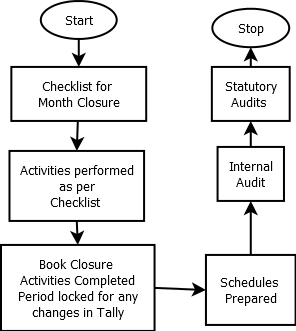 Start
Checklist for
Month Closure
Activities performed
as per
Checklist
Book Closure
Activities Completed
Period locked for any
changes in Tally
Schedules
Prepared
Internal
Audit
Statutory
Audits
Stop